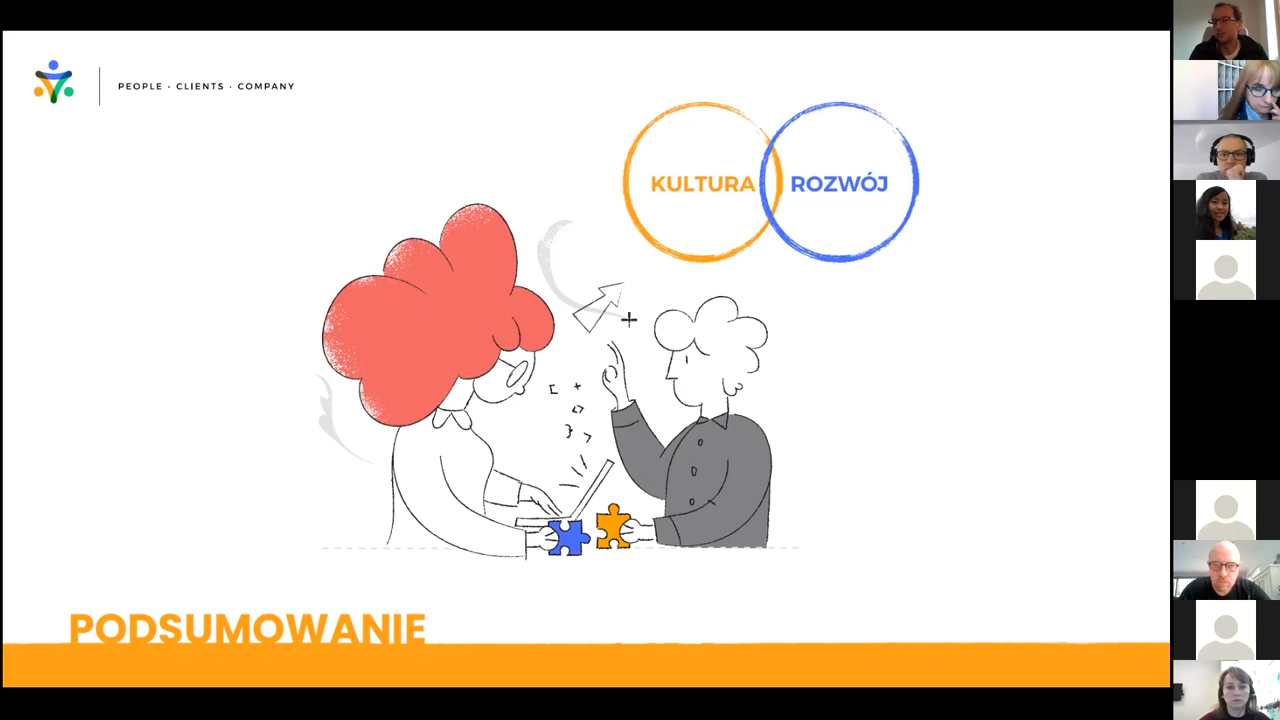 PEOPLE · CLIENTS · COMPANY
KULTURA
ROZWÓJ
PODSUMOWANIE